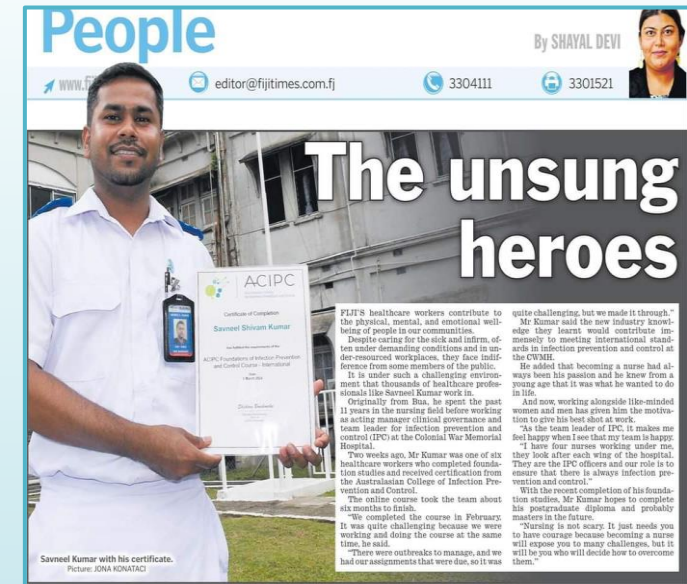 People
By SHAYAL DEVI
editor@fijitimes.com.fj
3304111
3301521
The unsung
heroes
ACIPC
Certificate of Completion
Savneel Shivam Kumar
ACIPC Foundations of Infection Prevention
and Control Course - International
Savneel Kumar with his certificate.
Picture: JONA KONATACI
FIJI'S healthcare workers contribute to
the physical, mental, and emotional well-
being of people in our communities.
Despite caring for the sick and infirm, of-
ten under demanding conditions and in un-
der-resourced workplaces, they face indif-
ference from some members of the public.
It is under such a challenging environ-
ment that thousands of healthcare profes-
sionals like Savneel Kumar work in.
Originally from Bua, he spent the past
11 years in the nursing field before working
as acting manager clinical governance and
team leader for infection prevention and
control (IPC) at the Colonial War Memorial
Hospital.
Two weeks ago, Mr Kumar was one of six
healthcare workers who completed founda-
tion studies and received certification from
the Australasian College of Infection Pre-
vention and Control.
The online course took the team about
six months to finish.
"We completed the course in February.
It was quite challenging because we were
working and doing the course at the same
time, he said.
"There were outbreaks to manage, and we
had our assignments that were due, so it was
quite challenging, but we made it through."
Mr Kumar said the new industry knowl-
edge they learnt would contribute im-
mensely to meeting international stand-
ards in infection prevention and control at
the CWMH.
He added that becoming a nurse had al-
ways been his passion and he knew from a
young age that it was what he wanted to do
in life.
And now, working alongside like-minded
women and men has given him the motiva-
tion to give his best shot at work.
"As the team leader of IPC, it makes me
feel happy when I see that my team is happy.
"I have four nurses working under me,
they look after each wing of the hospital.
They are the IPC officers and our role is to
ensure that there is always infection pre-
vention and control."
With the recent completion of his founda-
tion studies, Mr Kumar hopes to complete
his postgraduate diploma and probably
masters in the future.
"Nursing is not scary. It just needs you
to have courage because becoming a nurse
will expose you to many challenges, but it
will be you who will decide how to overcome
them."